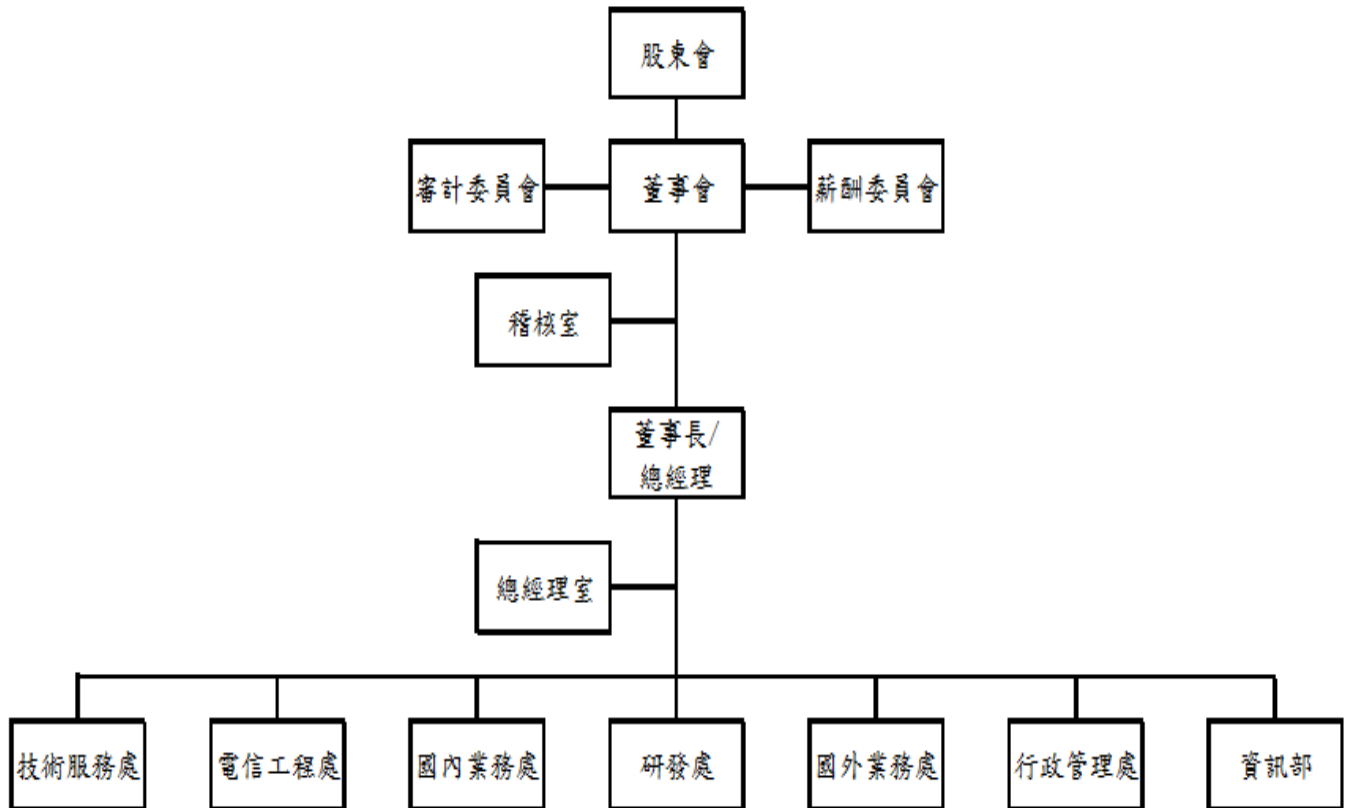 股東會
審計委員會
董事會
薪酬委員會
稽核室
董事長/
總經理
總經理室
技術服務處
電信工程處
國內業務處
研發處
國外業務處
行政管理處
資訊部